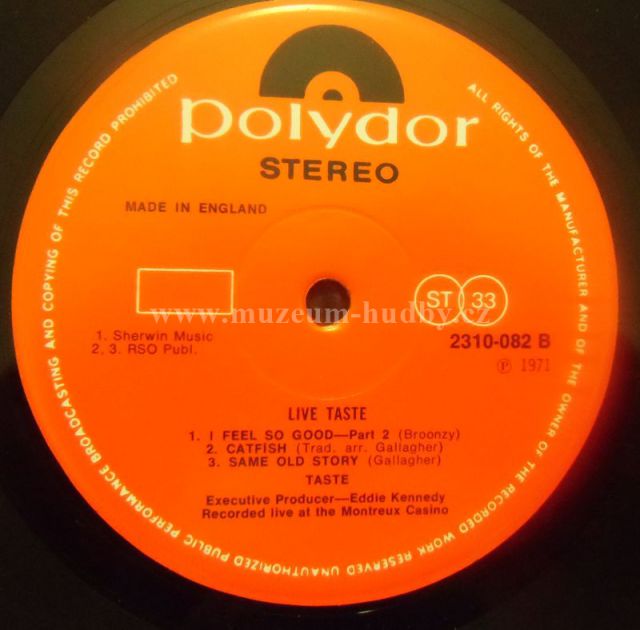 polydor
STEREO
MADE IN ENGLAND
ST 33
www.muzeum-hudby.cz
1. Sherwin Music
2, 3. RSO Publ.
2310-082 B
℗ 1971
LIVE TASTE
1. I FEEL SO GOOD—Part 2 (Broonzy)
2. CATFISH (Trad. arr. Gallagher)
3. SAME OLD STORY (Gallagher)
TASTE
Executive Producer—Eddie Kennedy
Recorded live at the Montreux Casino
ALL RIGHTS OF THE MANUFACTURER AND OF THE OWNER OF THE RECORDED WORK RESERVED UNAUTHORIZED PUBLIC PERFORMANCE BROADCASTING AND COPYING OF THIS RECORD PROHIBITED